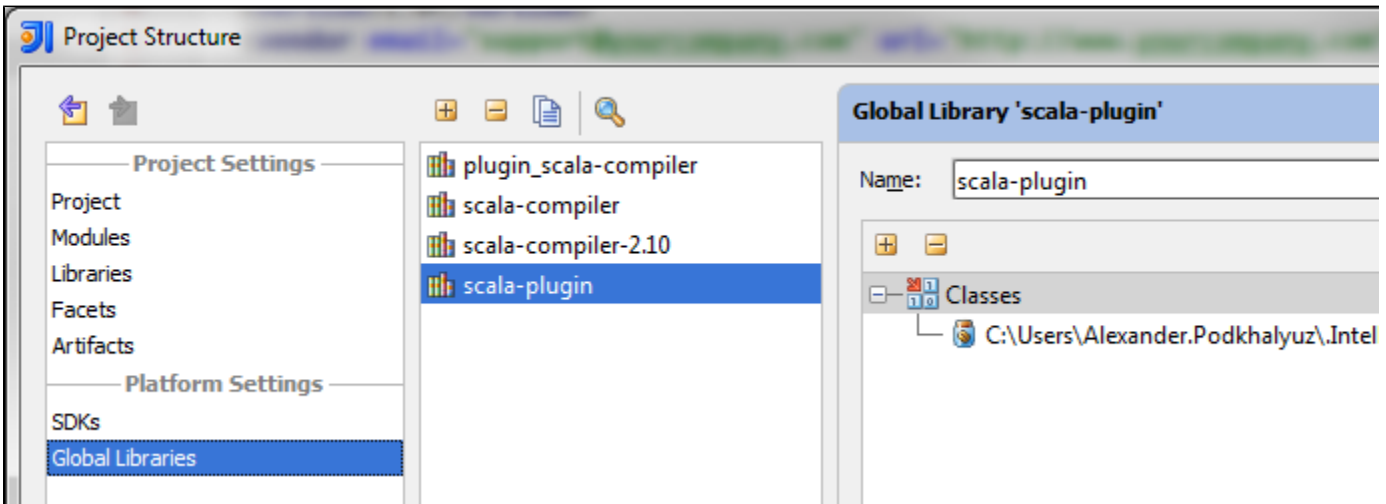 Project Structure
Project Settings
Project
Modules
Libraries
Facets
Artifacts
Platform Settings
SDKs
Global Libraries
plugin_scala-compiler
scala-compiler
scala-compiler-2.10
scala-plugin
Global Library 'scala-plugin'
Name: scala-plugin
Classes
C:\Users\Alexander.Podkhalyuz\.Intel